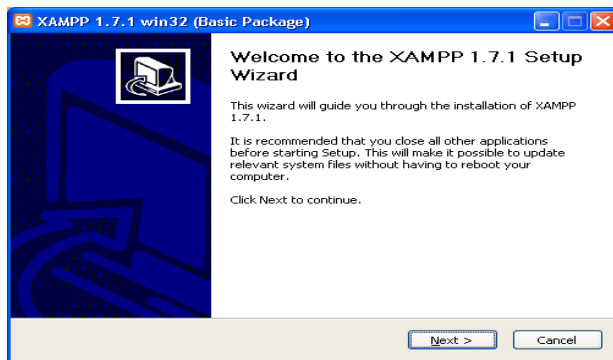 XAMPP 1.7.1 win32 (Basic Package)
Welcome to the XAMPP 1.7.1 Setup
Wizard
This wizard will guide you through the installation of XAMPP
1.7.1.
It is recommended that you close all other applications
before starting Setup. This will make it possible to update
relevant system files without having to reboot your
computer.
Click Next to continue.
Next >
Cancel